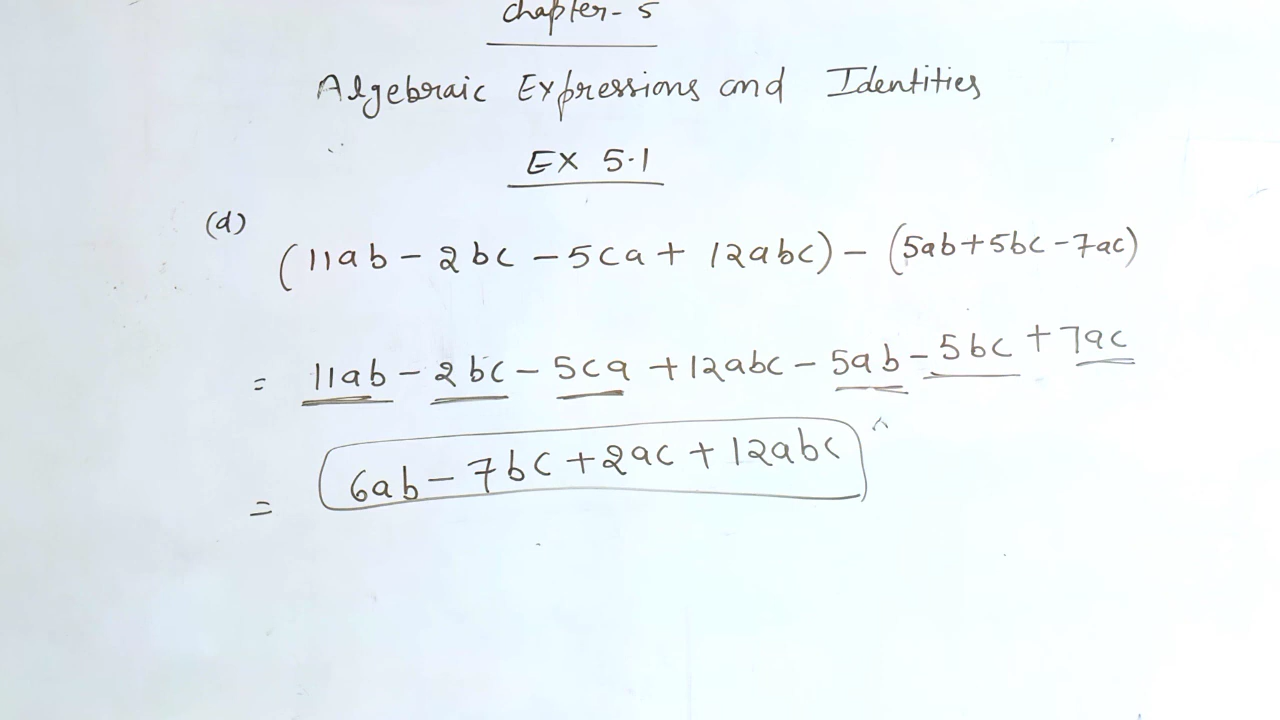 chapter- 5
Algebraic Expressions and Identities
EX 5.1
(d)
(11ab - 2bc - 5ca + 12abc) - (5ab+5bc-7ac)
= 11ab - 2bc - 5ca + 12abc - 5ab - 5bc + 7ac
= 6ab - 7bc + 2ac + 12abc